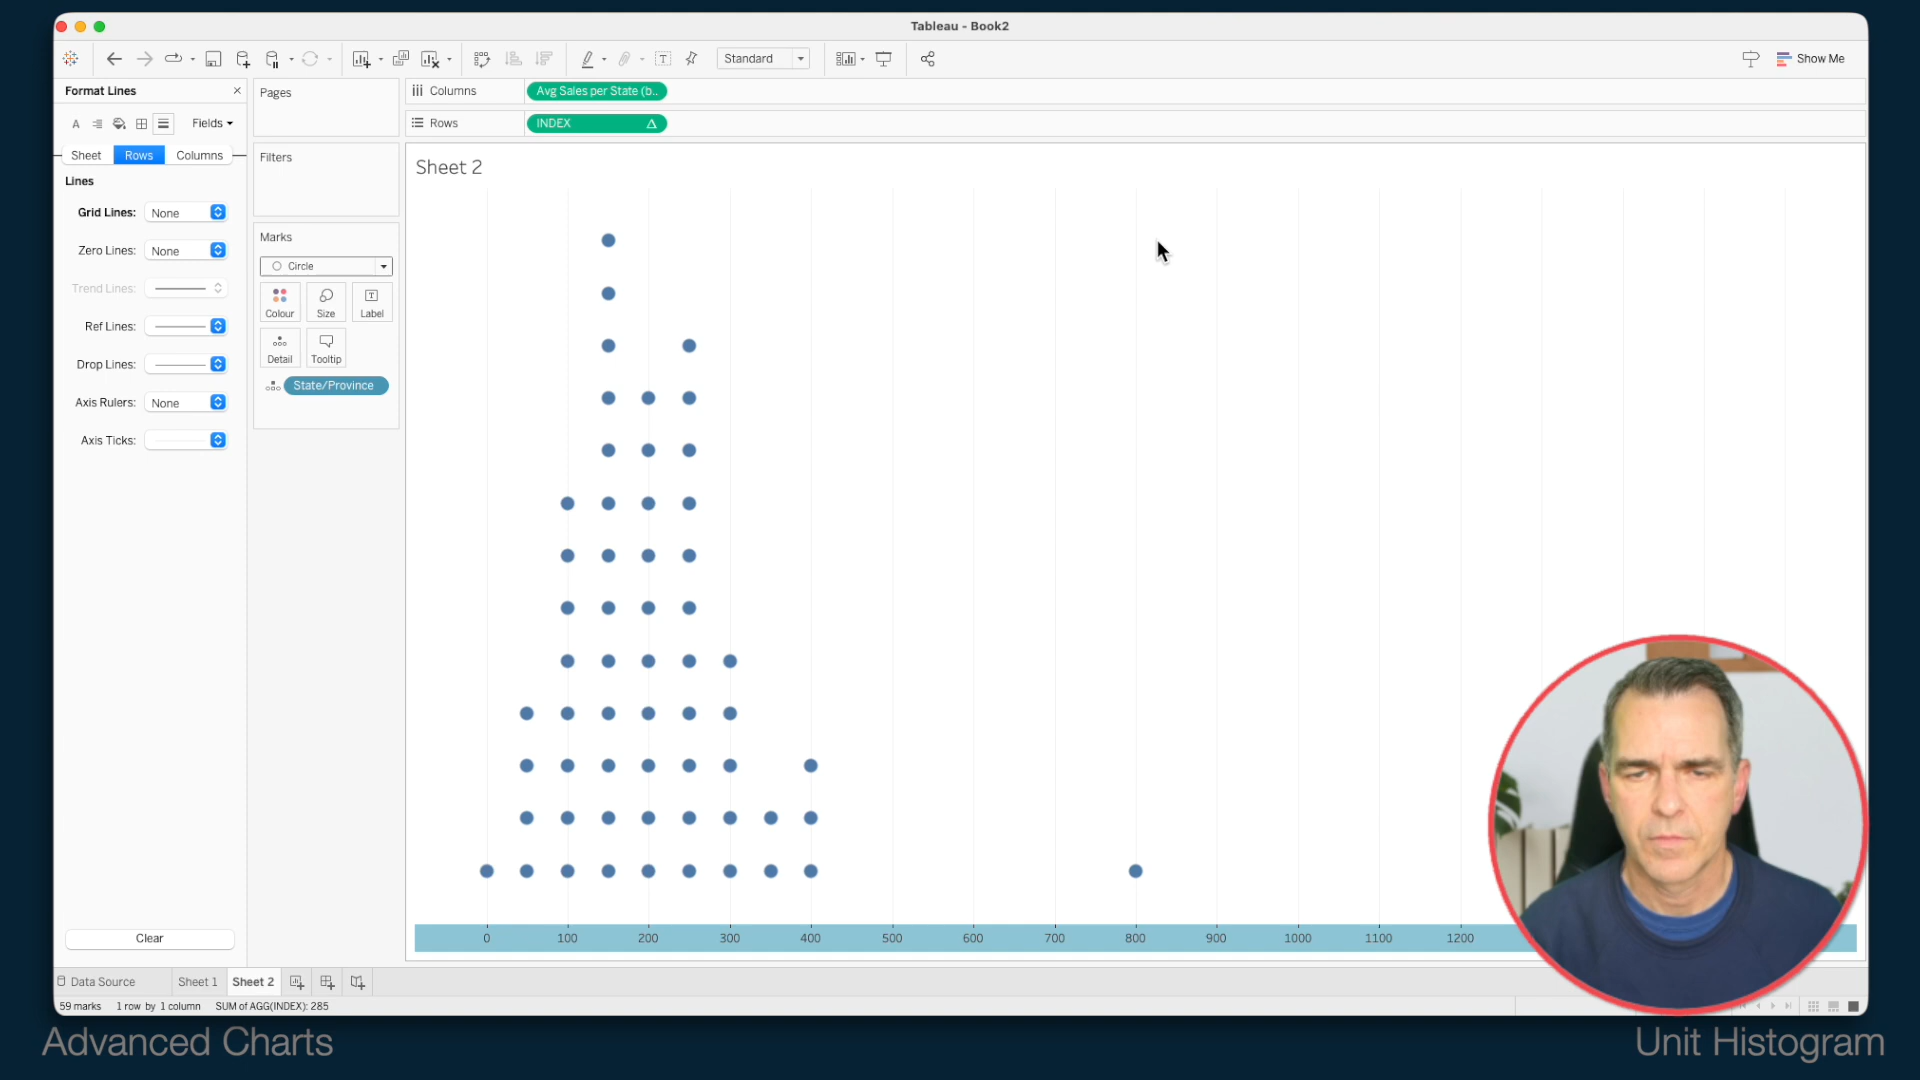 Tableau - Book2
Standard
Show Me
Format Lines
Fields
Sheet
Rows
Columns
Lines
Grid Lines:
None
Zero Lines:
None
Trend Lines:
Ref Lines:
Drop Lines:
Axis Rulers:
None
Axis Ticks:
Clear
Pages
Filters
Marks
Circle
Colour
Size
Label
Detail
Tooltip
State/Province
Columns
Avg Sales per State (b..
Rows
INDEX
Sheet 2
0 100 200 300 400 500 600 700 800 900 1000 1100 1200
Data Source
Sheet 1
Sheet 2
59 marks
1 row by 1 column
SUM of AGG(INDEX): 285
Advanced Charts
Unit Histogram